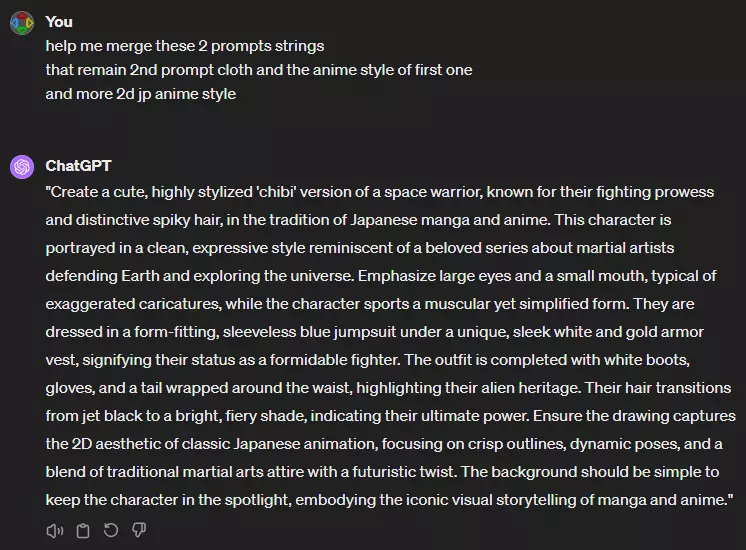 You
help me merge these 2 prompts strings
that remain 2nd prompt cloth and the anime style of first one
and more 2d jp anime style
ChatGPT
"Create a cute, highly stylized 'chibi' version of a space warrior, known for their fighting prowess
and distinctive spiky hair, in the tradition of Japanese manga and anime. This character is
portrayed in a clean, expressive style reminiscent of a beloved series about martial artists
defending Earth and exploring the universe. Emphasize large eyes and a small mouth, typical of
exaggerated caricatures, while the character sports a muscular yet simplified form. They are
dressed in a form-fitting, sleeveless blue jumpsuit under a unique, sleek white and gold armor
vest, signifying their status as a formidable fighter. The outfit is completed with white boots,
gloves, and a tail wrapped around the waist, highlighting their alien heritage. Their hair transitions
from jet black to a bright, fiery shade, indicating their ultimate power. Ensure the drawing captures
the 2D aesthetic of classic Japanese animation, focusing on crisp outlines, dynamic poses, and a
blend of traditional martial arts attire with a futuristic twist. The background should be simple to
keep the character in the spotlight, embodying the iconic visual storytelling of manga and anime."